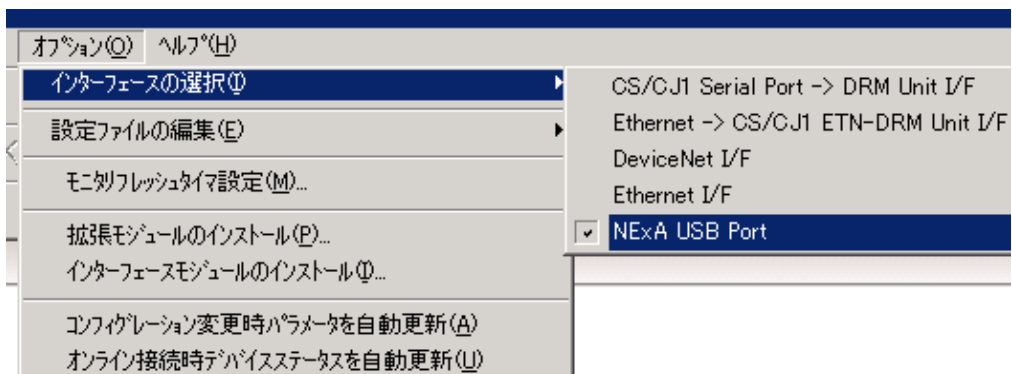 オプション(O) ヘルプ(H)
インターフェースの選択(I)
設定ファイルの編集(E)
モニタリフレッシュタイマ設定(M)...
拡張モジュールのインストール(P)...
インターフェースモジュールのインストール(I)...
コンフィグレーション変更時パラメータを自動更新(A)
オンライン接続時デバイスステータスを自動更新(U)
CS/CJ1 Serial Port -> DRM Unit I/F
Ethernet -> CS/CJ1 ETN-DRM Unit I/F
DeviceNet I/F
Ethernet I/F
NExA USB Port